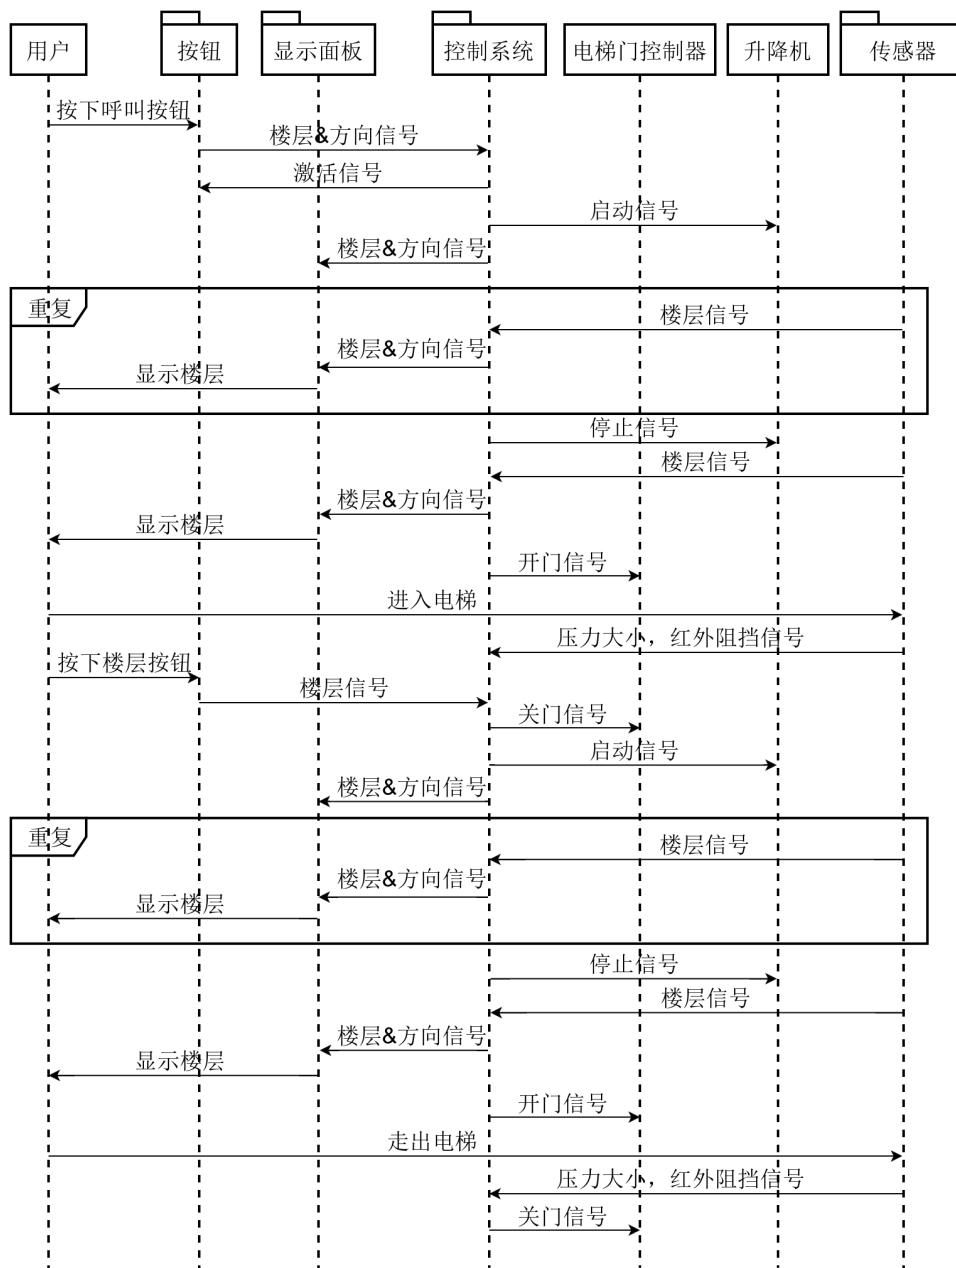 用户
按钮
显示面板
控制系统
电梯门控制器
升降机
传感器
按下呼叫按钮
楼层&方向信号
激活信号
启动信号
楼层&方向信号
重复
楼层信号
楼层&方向信号
显示楼层
停止信号
楼层信号
楼层&方向信号
显示楼层
开门信号
进入电梯
压力大小，红外阻挡信号
按下楼层按钮
楼层信号
关门信号
启动信号
楼层&方向信号
重复
楼层信号
楼层&方向信号
显示楼层
停止信号
楼层信号
楼层&方向信号
显示楼层
开门信号
走出电梯
压力大小，红外阻挡信号
关门信号